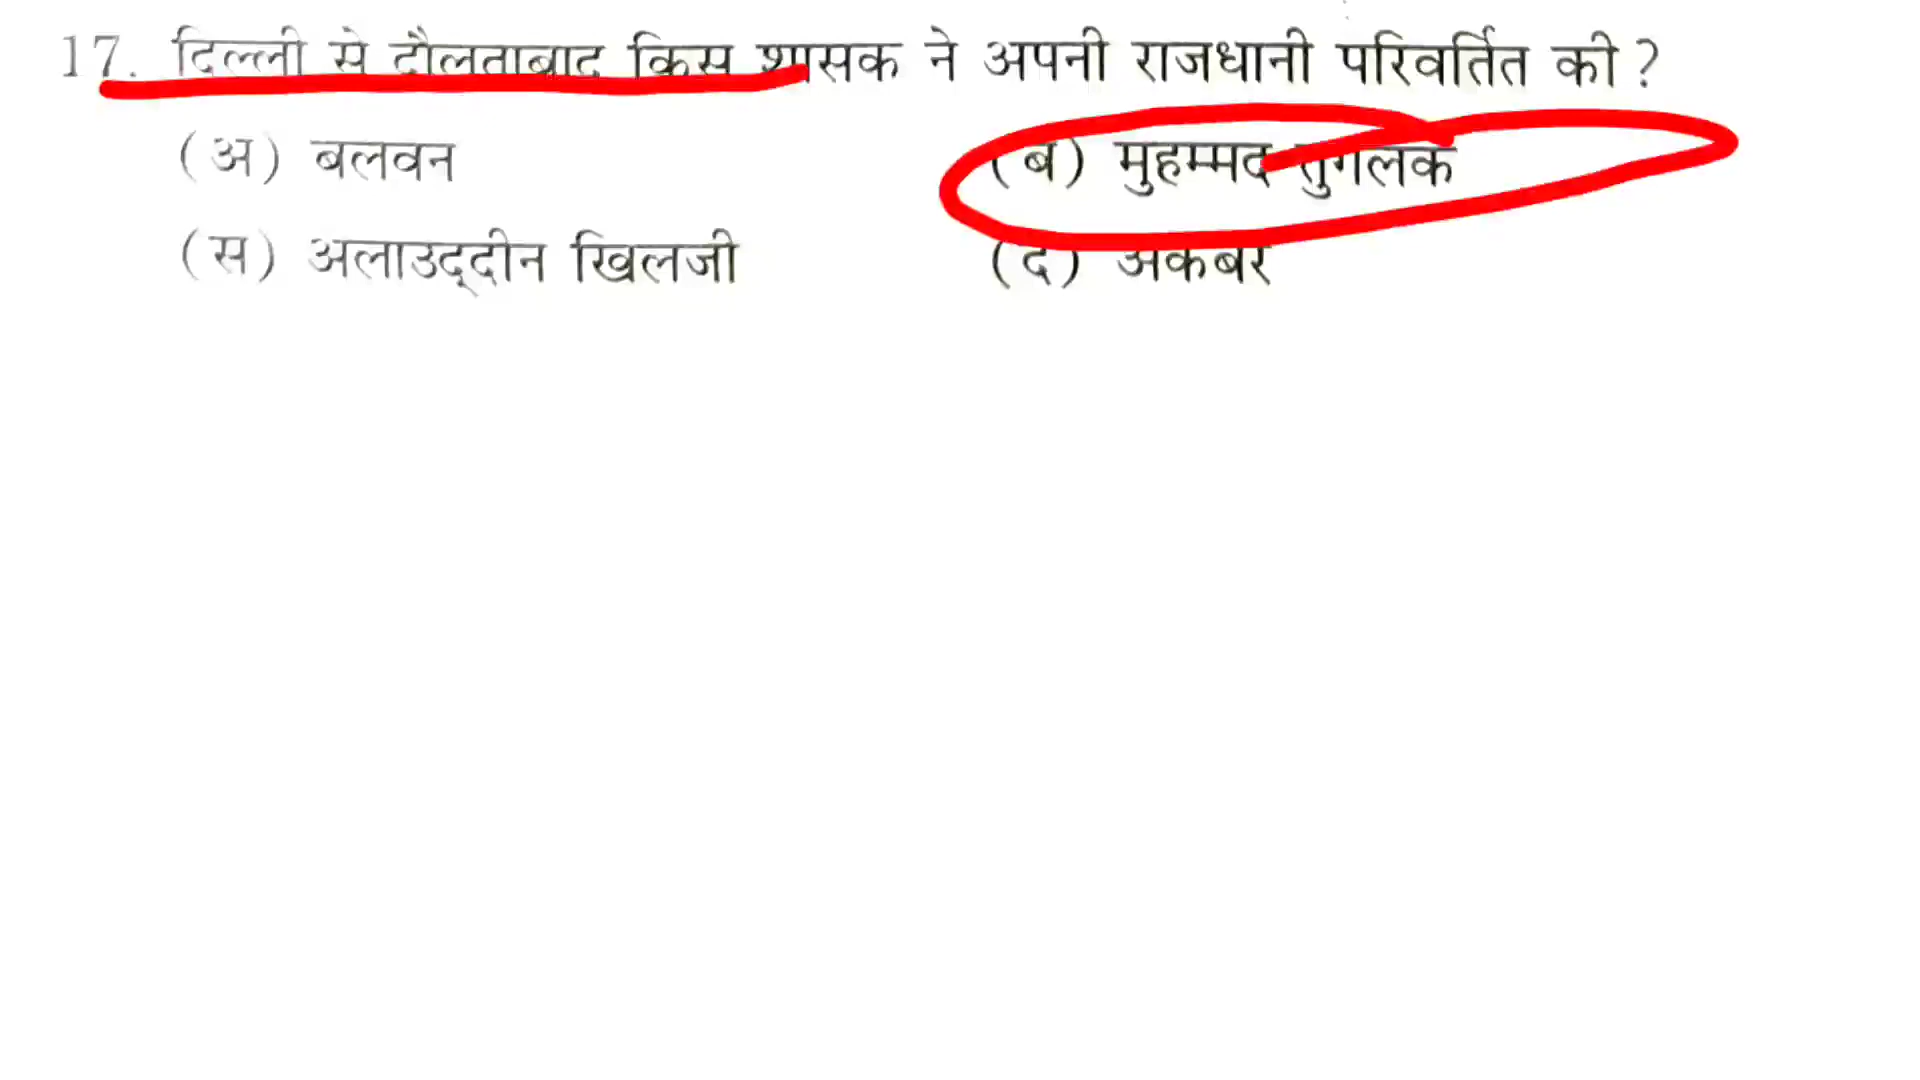 17. दिल्ली से दौलताबाद किस शासक ने अपनी राजधानी परिवर्तित की ?
(अ) बलवन (ब) मुहम्मद तुगलक
(स) अलाउद्दीन खिलजी (द) अकबर